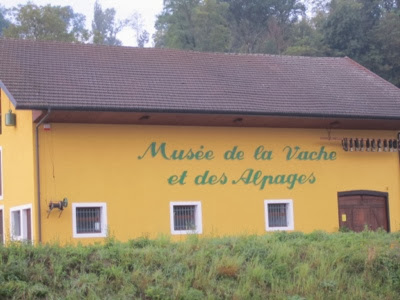 Musée de la Vache
et des Alpages